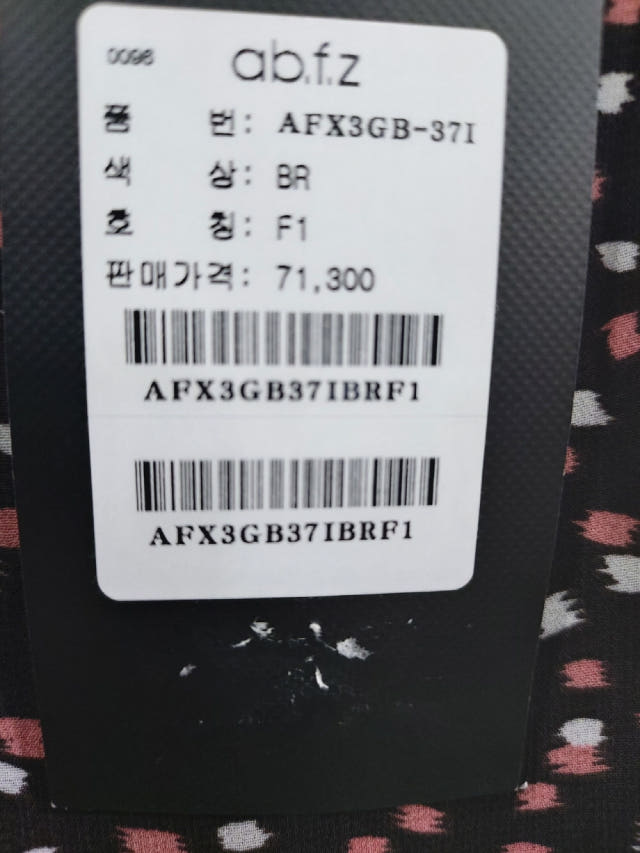 0096
ab.f.z
품 번: AFX3GB-37I
색 상: BR
호 칭: F1
판매가격: 71,300
AFX3GB37IBRF1
AFX3GB37IBRF1